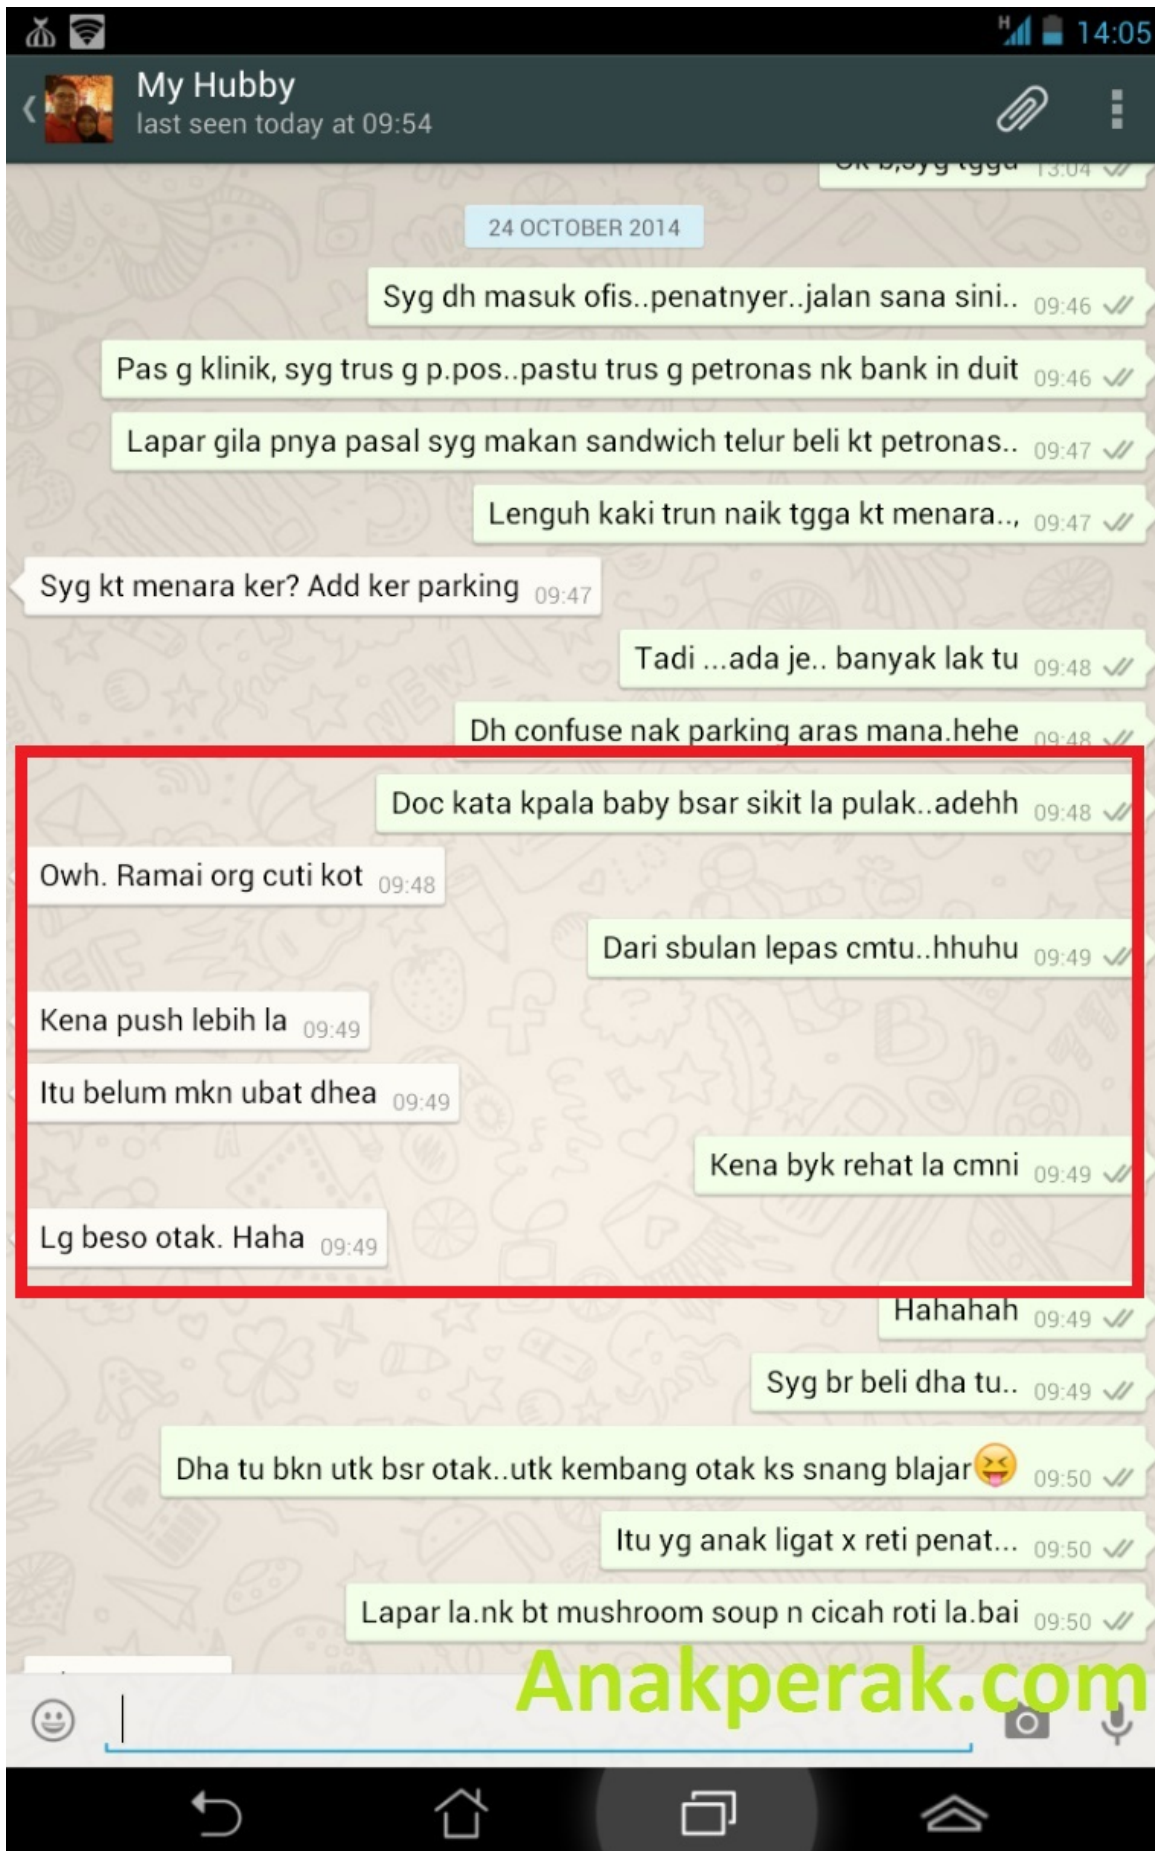 H 14:05
My Hubby
last seen today at 09:54
Ok b,syg tggu 13:04
24 OCTOBER 2014
Syg dh masuk ofis..penatnyer..jalan sana sini.. 09:46
Pas g klinik, syg trus g p.pos..pastu trus g petronas nk bank in duit 09:46
Lapar gila pnya pasal syg makan sandwich telur beli kt petronas.. 09:47
Lenguh kaki trun naik tgga kt menara.., 09:47
Syg kt menara ker? Add ker parking 09:47
Tadi ...ada je.. banyak lak tu 09:48
Dh confuse nak parking aras mana.hehe 09:48
Doc kata kpala baby bsar sikit la pulak..adehh 09:48
Owh. Ramai org cuti kot 09:48
Dari sbulan lepas cmtu..hhuhu 09:49
Kena push lebih la 09:49
Itu belum mkn ubat dhea 09:49
Kena byk rehat la cmni 09:49
Lg beso otak. Haha 09:49
Hahahah 09:49
Syg br beli dha tu.. 09:49
Dha tu bkn utk bsr otak..utk kembang otak ks snang blajar😝 09:50
Itu yg anak ligat x reti penat... 09:50
Lapar la.nk bt mushroom soup n cicah roti la.bai 09:50
Anakperak.com